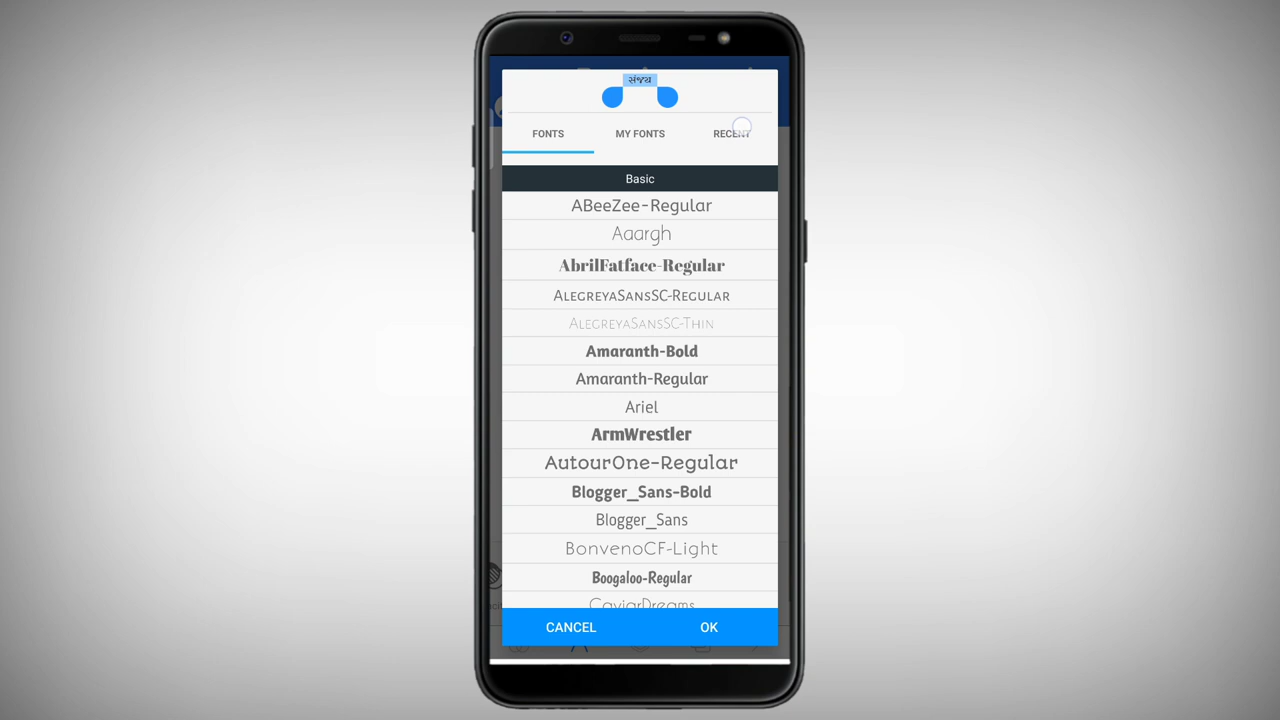 સંજય
FONTS
MY FONTS
RECENT
Basic
ABeeZee-Regular
Aaargh
AbrilFatface-Regular
AlegreyaSansSC-Regular
AlegreyaSansSC-Thin
Amaranth-Bold
Amaranth-Regular
Ariel
ArmWrestler
AutourOne-Regular
Blogger_Sans-Bold
Blogger_Sans
BonvenoCF-Light
Boogaloo-Regular
CaviarDreams
CANCEL
OK